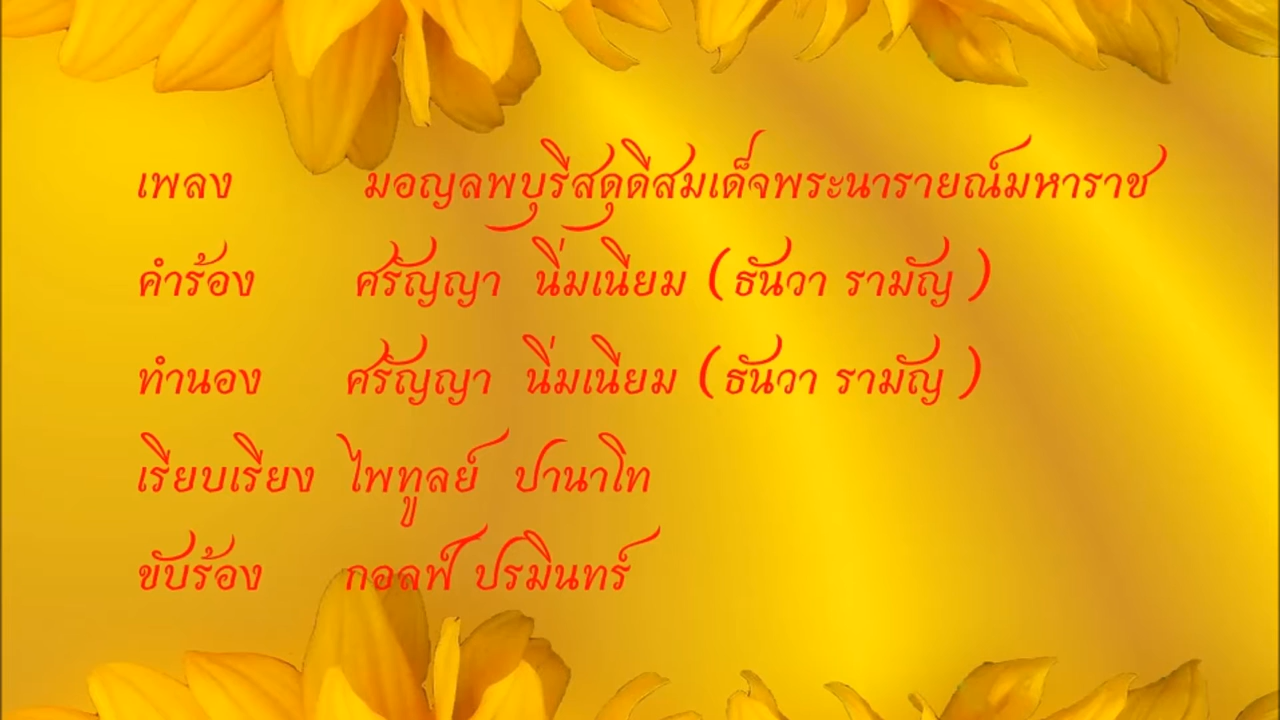 เพลง มอญลพบุรีสดุดีสมเด็จพระนารายณ์มหาราช
คำร้อง ศรัญญา นิ่มเนียม (ธันวา รามัญ )
ทำนอง ศรัญญา นิ่มเนียม (ธันวา รามัญ )
เรียบเรียง ไพทูลย์ ปานาโท
ขับร้อง กอลฟ์ ปรมินทร์